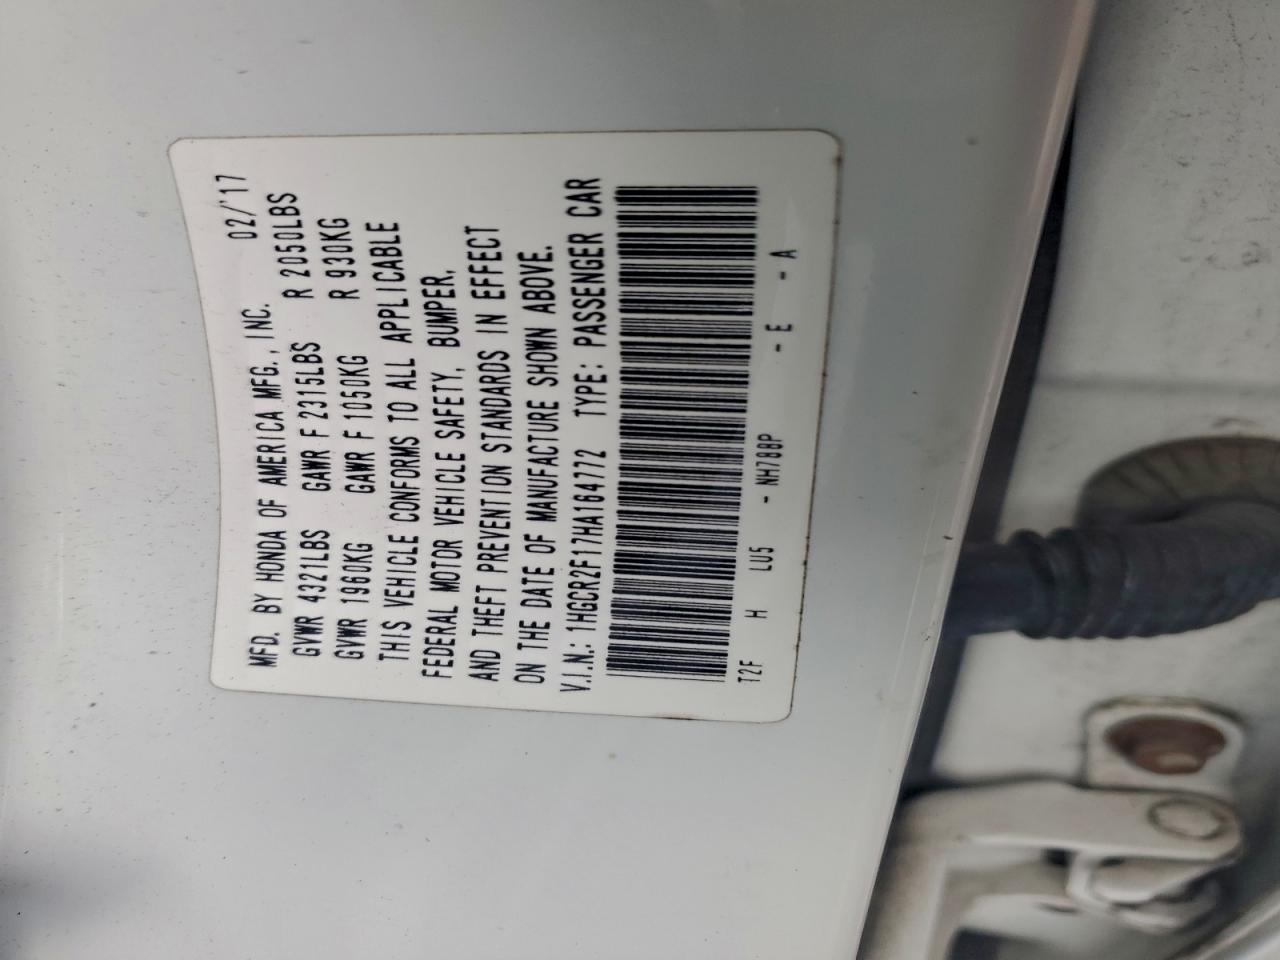 MFD. BY HONDA OF AMERICA MFG., INC. 02/'17
GVWR 4321LBS GAWR F 2315LBS R 2050LBS
GVWR 1960KG GAWR F 1050KG R 930KG
THIS VEHICLE CONFORMS TO ALL APPLICABLE
FEDERAL MOTOR VEHICLE SAFETY, BUMPER,
AND THEFT PREVENTION STANDARDS IN EFFECT
ON THE DATE OF MANUFACTURE SHOWN ABOVE.
V.I.N.: 1HGCR2F17HA164772 TYPE: PASSENGER CAR
T2F H LU5 - NH788P - E - A